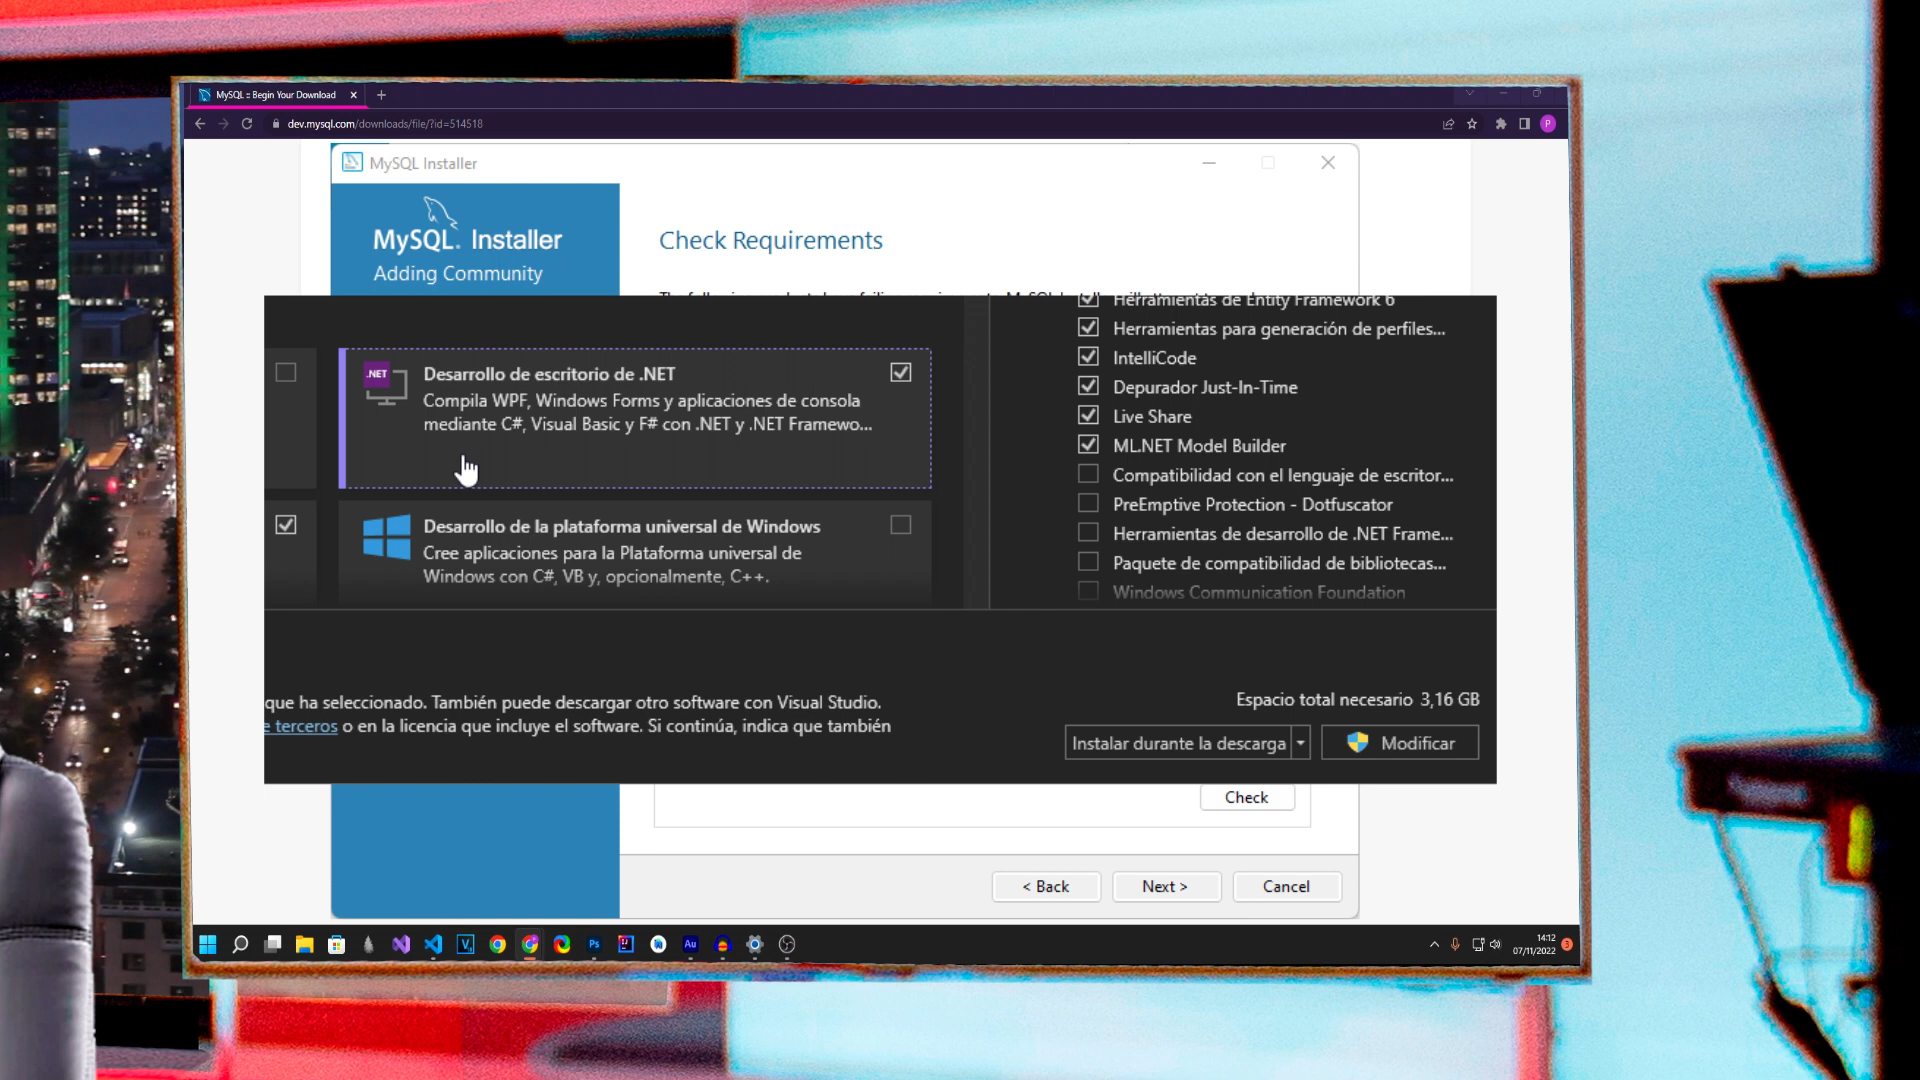 MySQL :: Begin Your Download
dev.mysql.com/downloads/file/?id=514518
P
MySQL Installer
MySQL. Installer
Adding Community
Check Requirements
Herramientas de Entity Framework 6
Herramientas para generación de perfiles...
IntelliCode
Depurador Just-In-Time
Live Share
ML.NET Model Builder
Compatibilidad con el lenguaje de escritor...
PreEmptive Protection - Dotfuscator
Herramientas de desarrollo de .NET Frame...
Paquete de compatibilidad de bibliotecas...
Windows Communication Foundation
.NET
Desarrollo de escritorio de .NET
Compila WPF, Windows Forms y aplicaciones de consola
mediante C#, Visual Basic y F# con .NET y .NET Framewo...
Desarrollo de la plataforma universal de Windows
Cree aplicaciones para la Plataforma universal de
Windows con C#, VB y, opcionalmente, C++.
que ha seleccionado. También puede descargar otro software con Visual Studio.
e terceros o en la licencia que incluye el software. Si continúa, indica que también
Espacio total necesario 3,16 GB
Instalar durante la descarga
Modificar
Check
< Back
Next >
Cancel
Ps
Au
14:12
07/11/2022
3